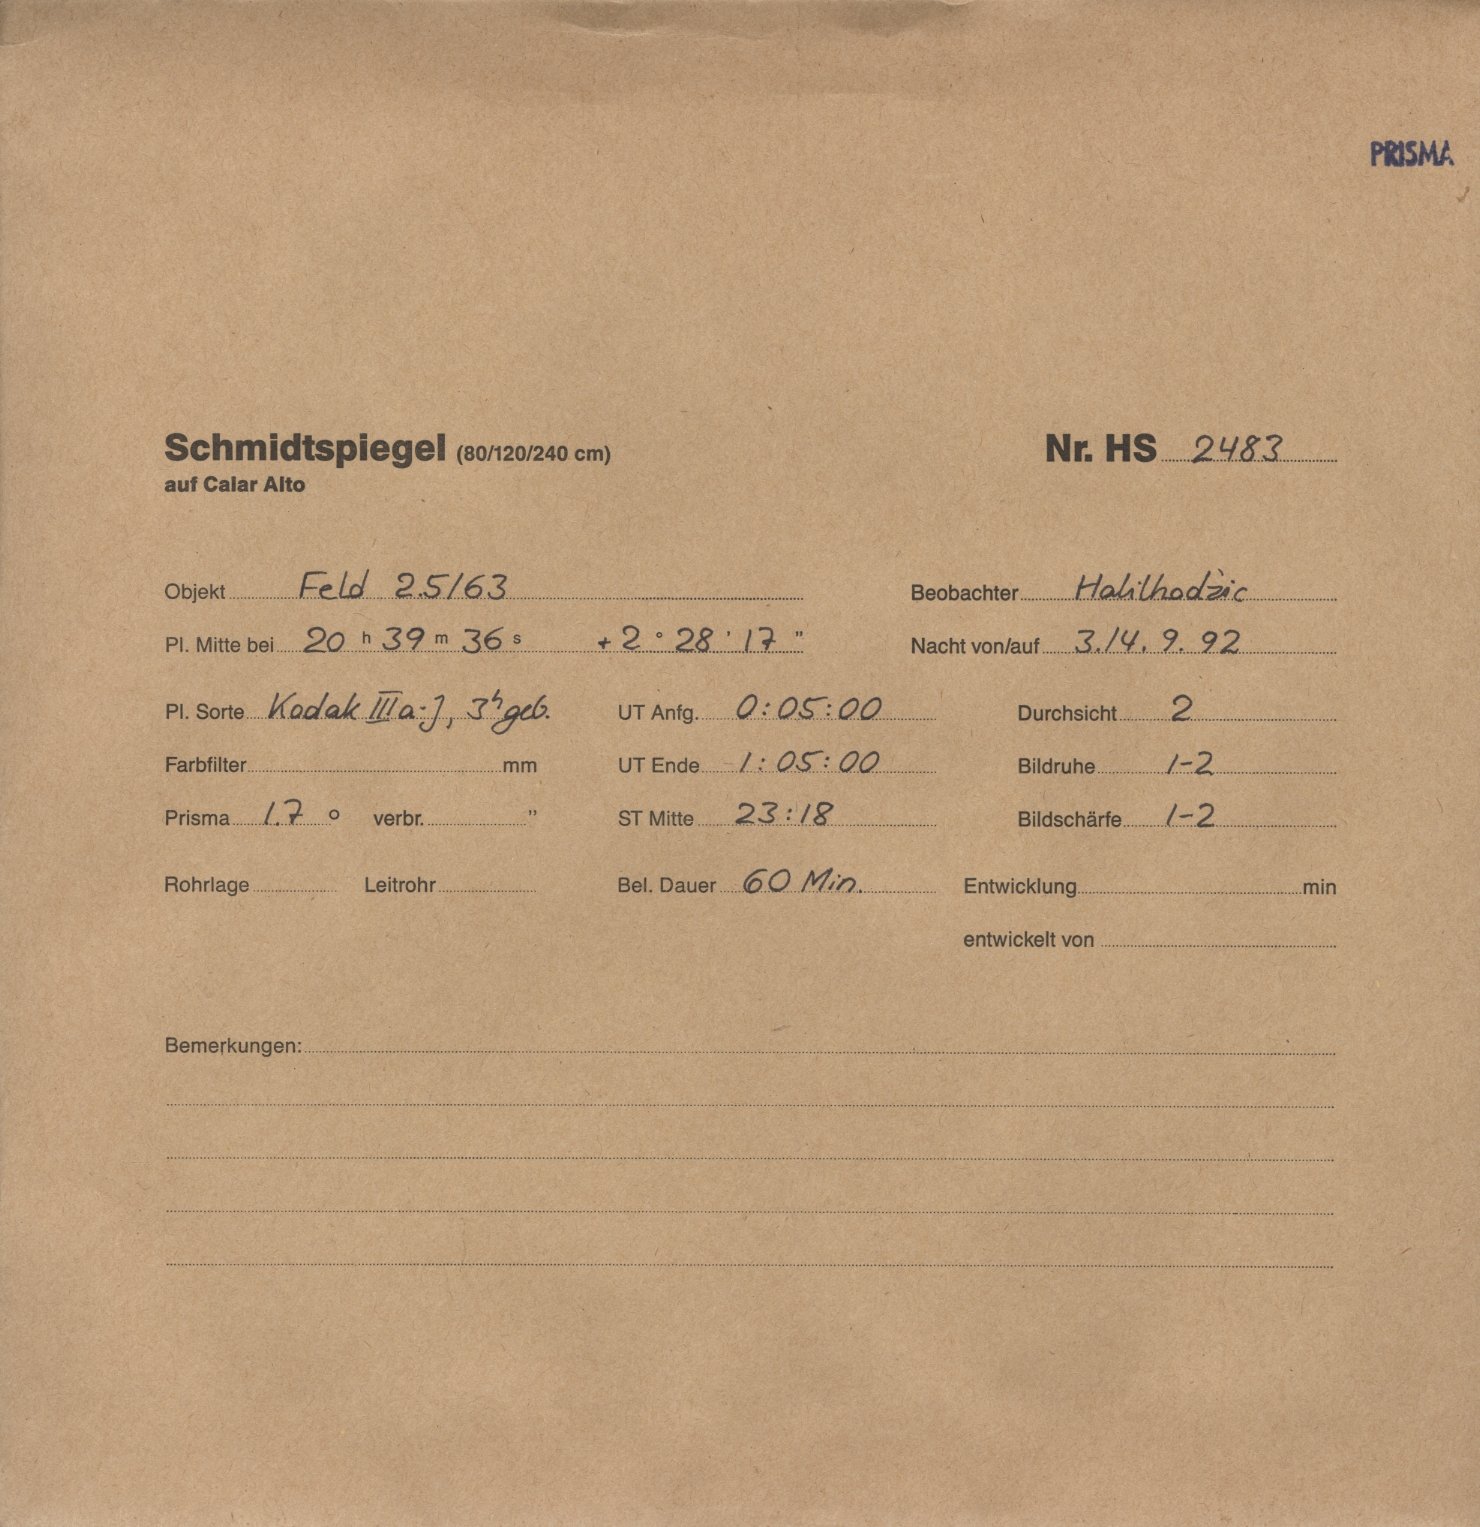 PRISMA
Schmidtspiegel (80/120/240 cm) Nr. HS 2483
auf Calar Alto
Objekt Feld 2.5/63 Beobachter Halilhodžic
Pl. Mitte bei 20 h 39 m 36 s + 2 ° 28 ' 17 " Nacht von/auf 3./4. 9. 92
Pl. Sorte Kodak IIIa-J, 3ʰ geb. UT Anfg. 0:05:00 Durchsicht 2
Farbfilter mm UT Ende 1:05:00 Bildruhe 1-2
Prisma 1.7 ° verbr. " ST Mitte 23:18 Bildschärfe 1-2
Rohrlage Leitrohr Bel. Dauer 60 Min. Entwicklung min
entwickelt von
Bemerkungen: